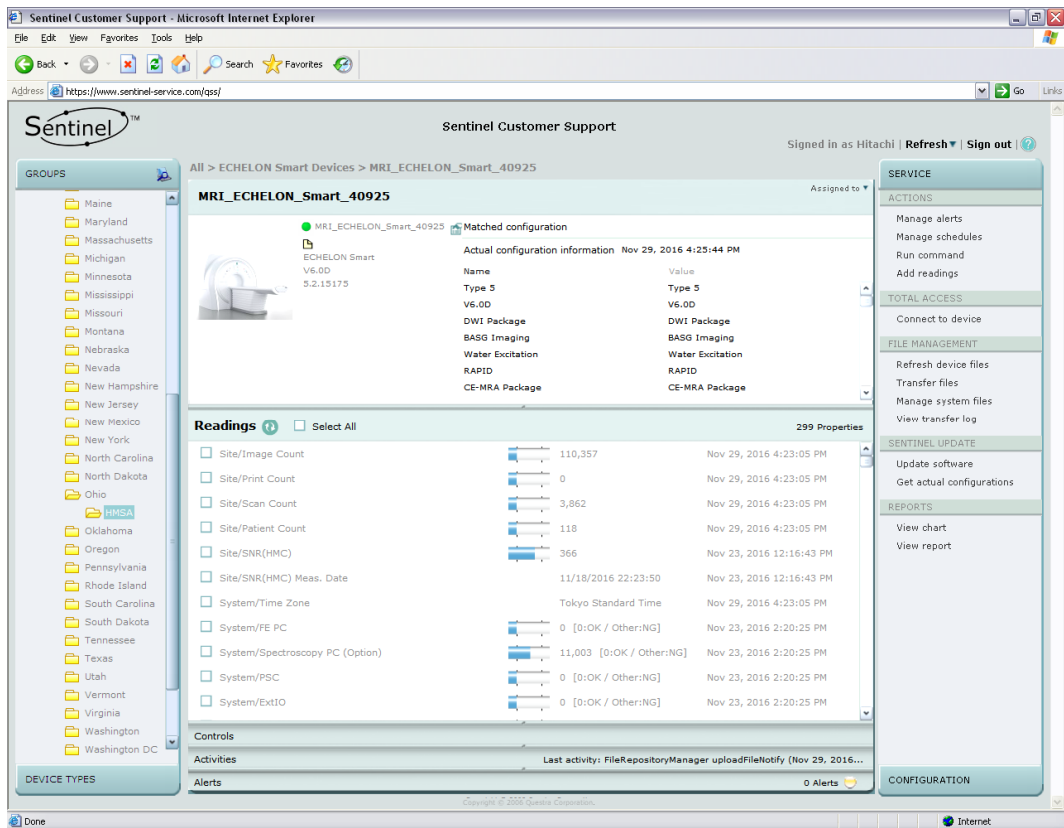 Sentinel Customer Support - Microsoft Internet Explorer
File Edit View Favorites Tools Help
Back Search Favorites
Address https://www.sentinel-service.com/qss/ Go Links
Sentinel™
Sentinel Customer Support
Signed in as Hitachi | Refresh | Sign out | ?
GROUPS
Maine
Maryland
Massachusetts
Michigan
Minnesota
Mississippi
Missouri
Montana
Nebraska
Nevada
New Hampshire
New Jersey
New Mexico
New York
North Carolina
North Dakota
Ohio
HMSA
Oklahoma
Oregon
Pennsylvania
Rhode Island
South Carolina
South Dakota
Tennessee
Texas
Utah
Vermont
Virginia
Washington
Washington DC
DEVICE TYPES
All > ECHELON Smart Devices > MRI_ECHELON_Smart_40925
MRI_ECHELON_Smart_40925
Assigned to
MRI_ECHELON_Smart_40925
ECHELON Smart
V6.0D
5.2.15175
Matched configuration
Actual configuration information Nov 29, 2016 4:25:44 PM
Name Value
Type 5 Type 5
V6.0D V6.0D
DWI Package DWI Package
BASG Imaging BASG Imaging
Water Excitation Water Excitation
RAPID RAPID
CE-MRA Package CE-MRA Package
Readings Select All 299 Properties
Site/Image Count 110,357 Nov 29, 2016 4:23:05 PM
Site/Print Count 0 Nov 29, 2016 4:23:05 PM
Site/Scan Count 3,862 Nov 29, 2016 4:23:05 PM
Site/Patient Count 118 Nov 29, 2016 4:23:05 PM
Site/SNR(HMC) 366 Nov 23, 2016 12:16:43 PM
Site/SNR(HMC) Meas. Date 11/18/2016 22:23:50 Nov 23, 2016 12:16:43 PM
System/Time Zone Tokyo Standard Time Nov 29, 2016 4:23:05 PM
System/FE PC 0 [0:OK / Other:NG] Nov 23, 2016 2:20:25 PM
System/Spectroscopy PC (Option) 11,003 [0:OK / Other:NG] Nov 23, 2016 2:20:25 PM
System/PSC 0 [0:OK / Other:NG] Nov 23, 2016 2:20:25 PM
System/ExtIO 0 [0:OK / Other:NG] Nov 23, 2016 2:20:25 PM
Controls
Activities Last activity: FileRepositoryManager uploadFileNotify (Nov 29, 2016...
Alerts 0 Alerts
Copyright © 2006 Questra Corporation.
SERVICE
ACTIONS
Manage alerts
Manage schedules
Run command
Add readings
TOTAL ACCESS
Connect to device
FILE MANAGEMENT
Refresh device files
Transfer files
Manage system files
View transfer log
SENTINEL UPDATE
Update software
Get actual configurations
REPORTS
View chart
View report
CONFIGURATION
Done Internet